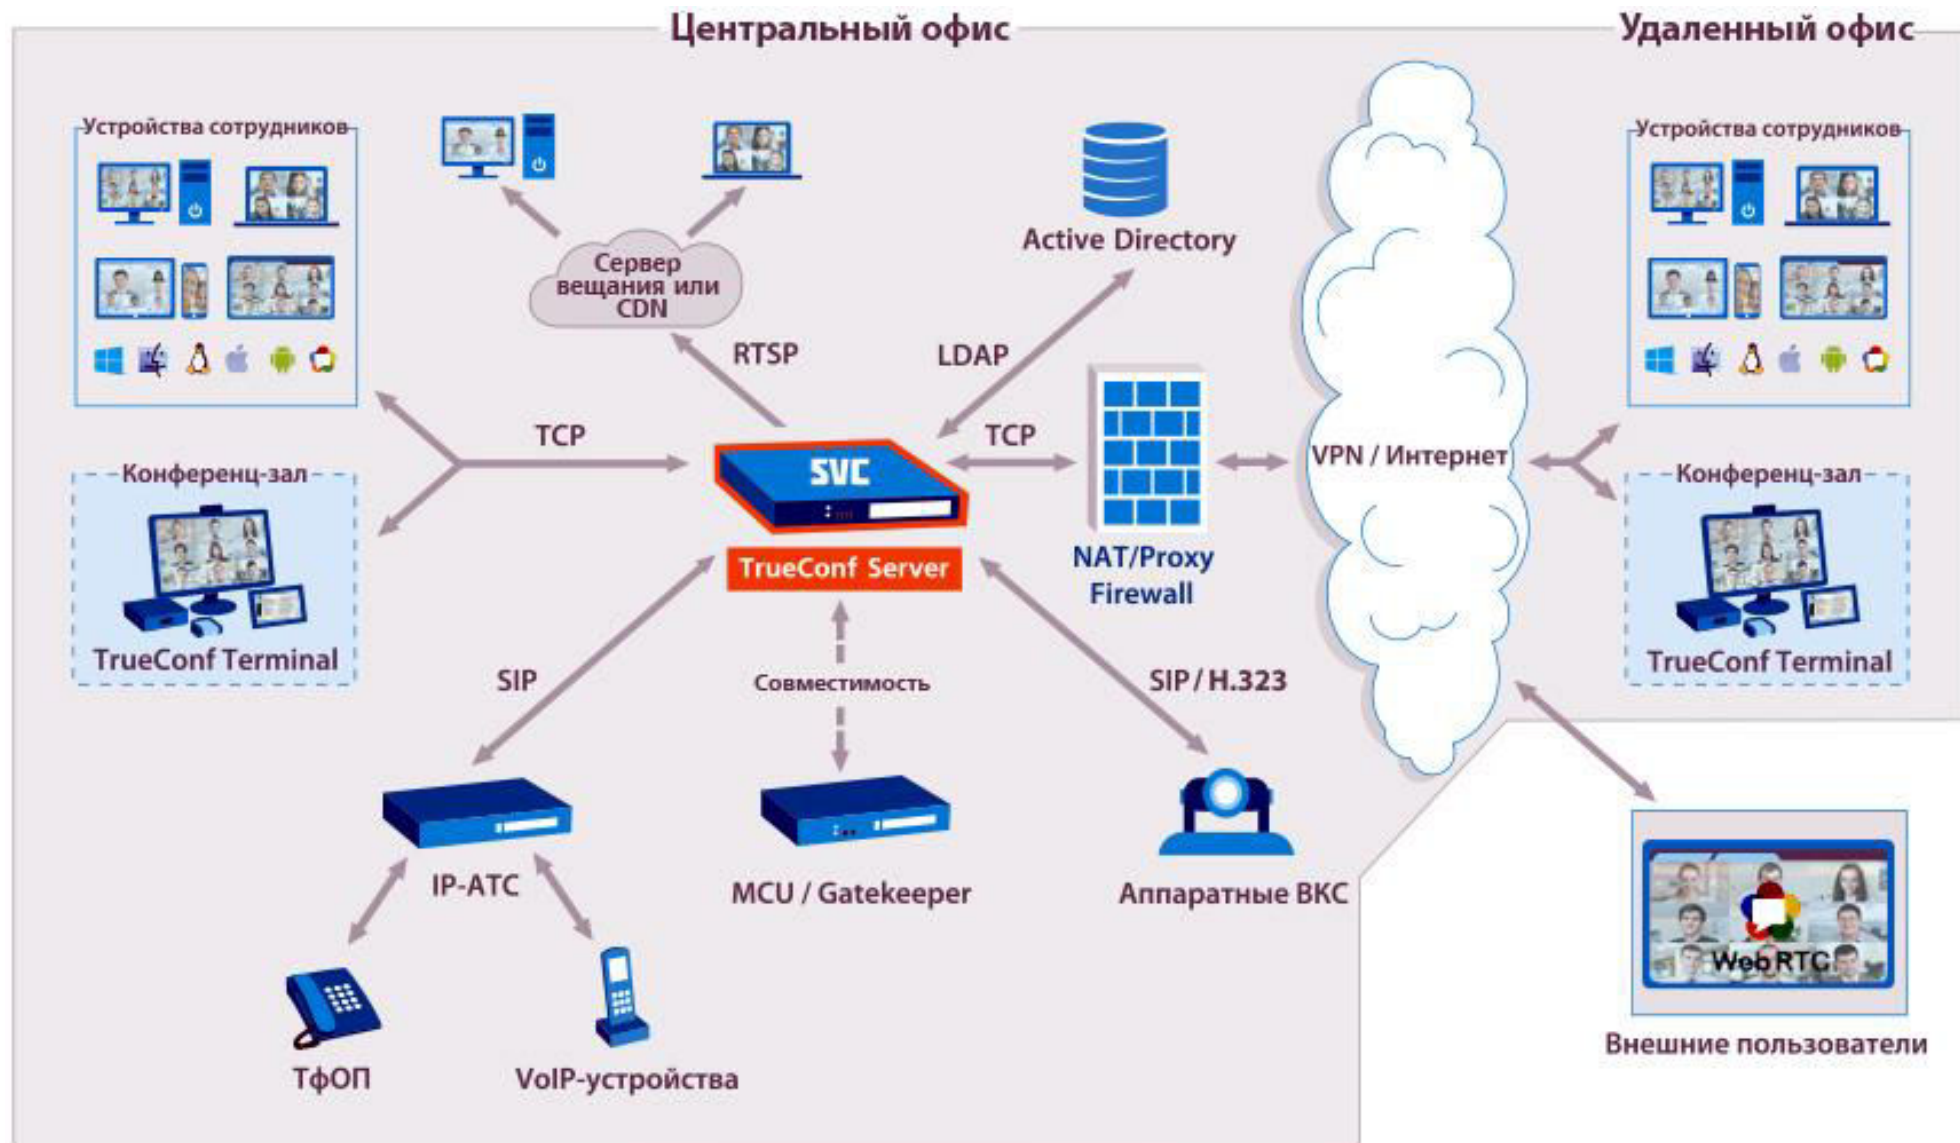 Центральный офис
Удаленный офис
Устройства сотрудников
Сервер
вещания или
CDN
Active Directory
Устройства сотрудников
RTSP
LDAP
TCP
TCP
SVC
VPN / Интернет
Конференц-зал
TrueConf Terminal
TrueConf Server
NAT/Proxy
Firewall
Конференц-зал
TrueConf Terminal
SIP
Совместимость
SIP / H.323
IP-АТС
MCU / Gatekeeper
Аппаратные ВКС
ТфОП
VoIP-устройства
Web RTC
Внешние пользователи